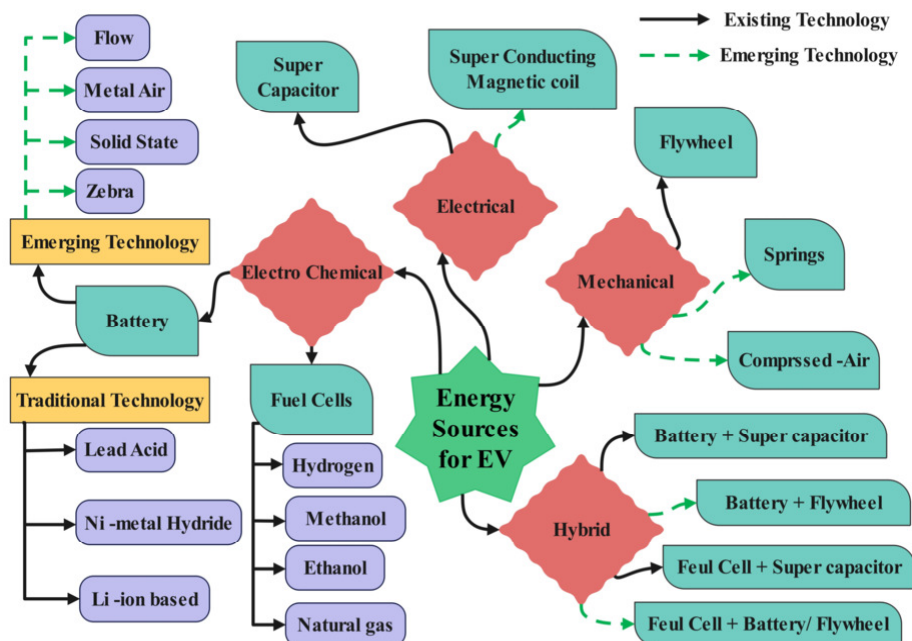 Existing Technology
Emerging Technology
Flow
Metal Air
Solid State
Zebra
Emerging Technology
Battery
Traditional Technology
Lead Acid
Ni -metal Hydride
Li -ion based
Super
Capacitor
Super Conducting
Magnetic coil
Electrical
Electro Chemical
Fuel Cells
Hydrogen
Methanol
Ethanol
Natural gas
Flywheel
Mechanical
Springs
Comprssed -Air
Energy
Sources
for EV
Hybrid
Battery + Super capacitor
Battery + Flywheel
Feul Cell + Super capacitor
Feul Cell + Battery/ Flywheel